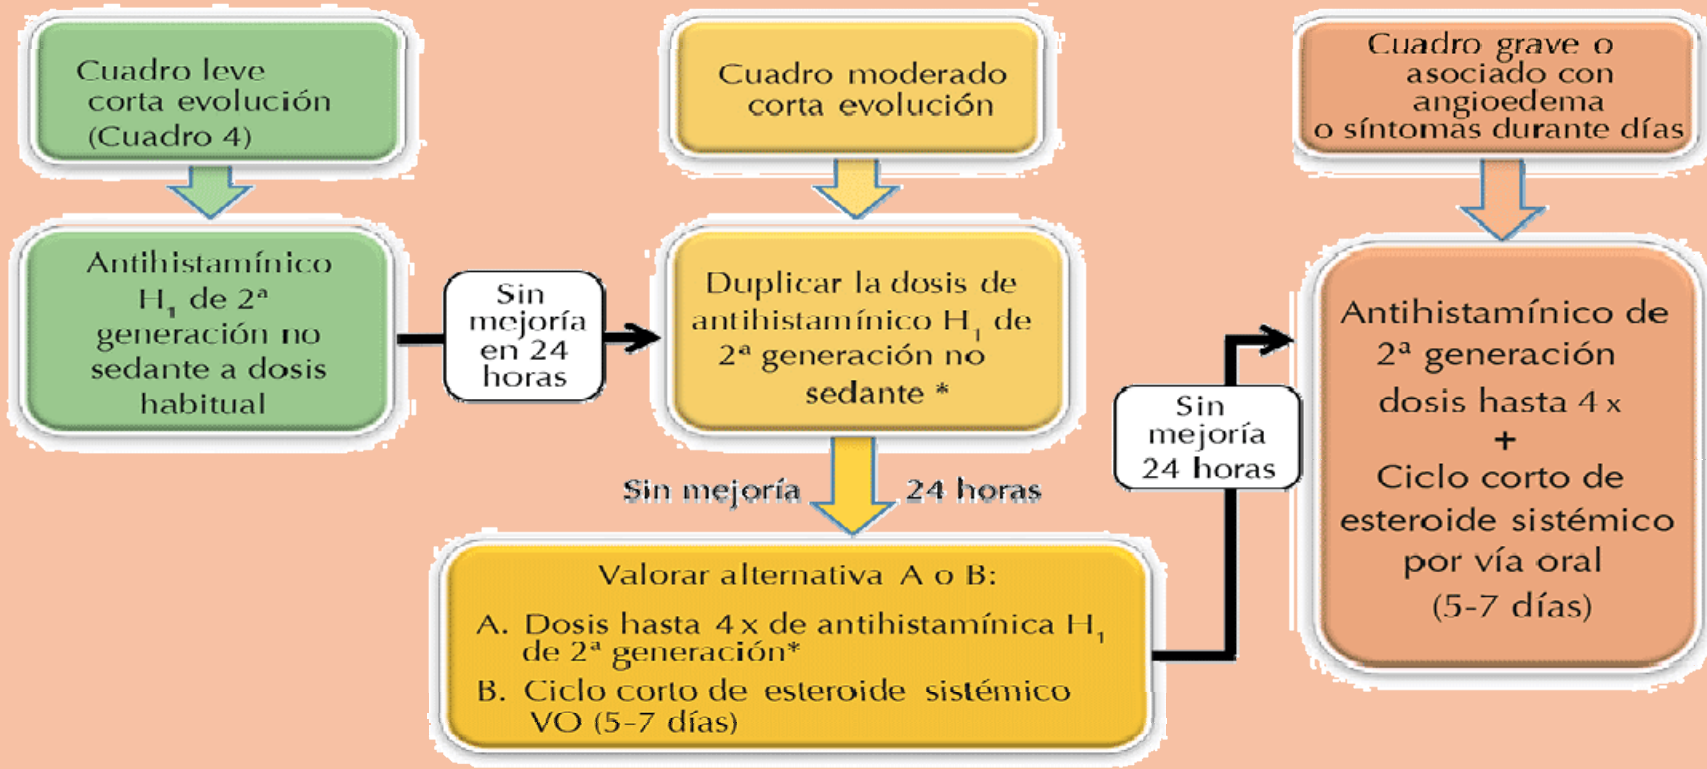 Cuadro leve
corta evolución
(Cuadro 4)
Cuadro moderado
corta evolución
Cuadro grave o
asociado con
angioedema
o síntomas durante días
Antihistamínico
H₁ de 2ª
generación no
sedante a dosis
habitual
Sin
mejoría
en 24
horas
Duplicar la dosis de
antihistamínico H₁ de
2ª generación no
sedante *
Sin mejoría 24 horas
Valorar alternativa A o B:
A. Dosis hasta 4 x de antihistamínica H₁
de 2ª generación*
B. Ciclo corto de esteroide sistémico
VO (5-7 días)
Sin
mejoría
24 horas
Antihistamínico de
2ª generación
dosis hasta 4 x
+
Ciclo corto de
esteroide sistémico
por vía oral
(5-7 días)